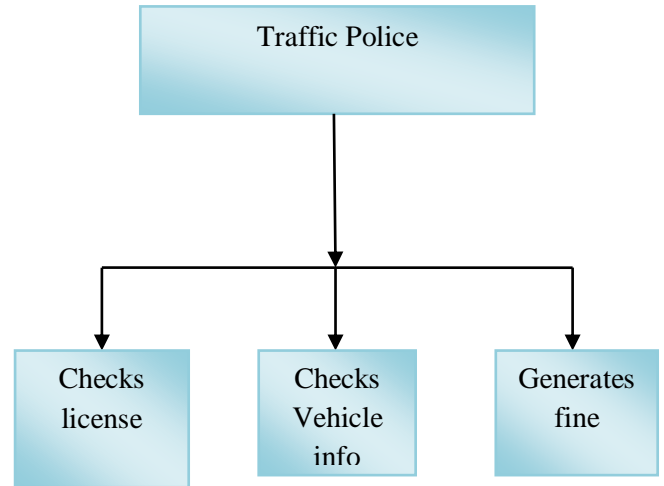 Traffic Police
Checks
license
Checks
Vehicle
info
Generates
fine